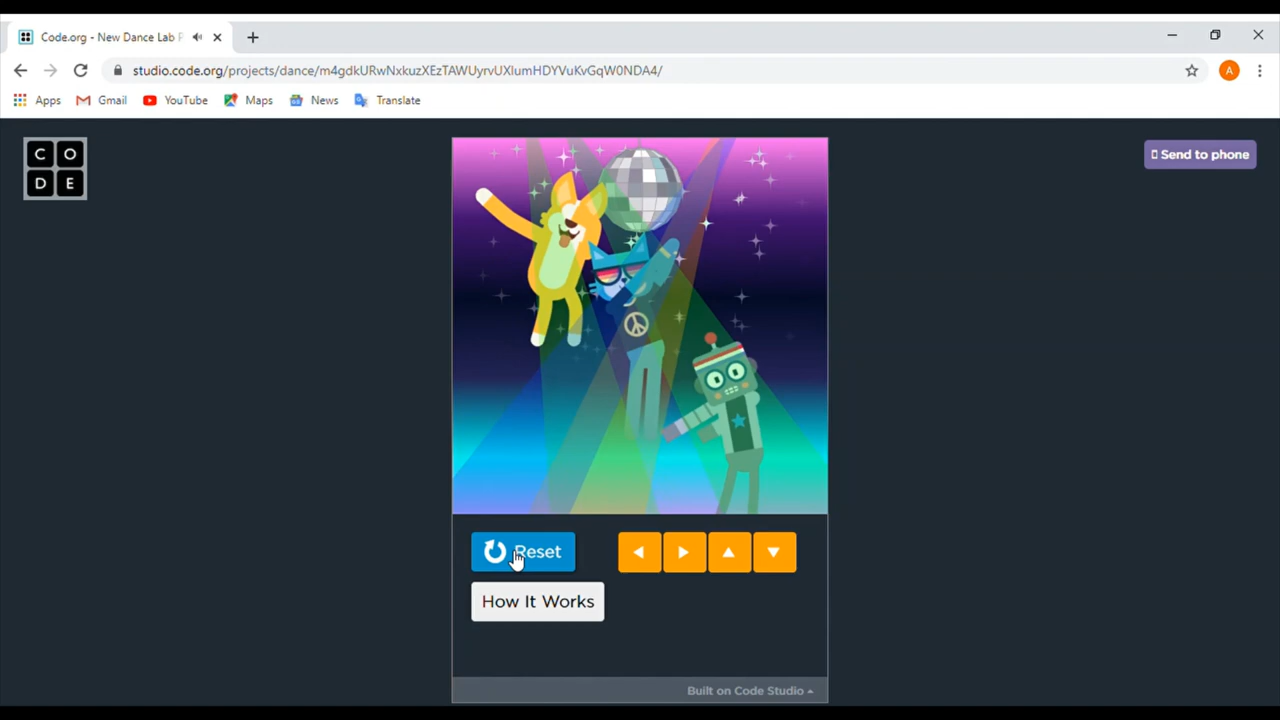 Code.org - New Dance Lab P
studio.code.org/projects/dance/m4gdkURwNxkuzXEzTAWUyrvUXlumHDYVuKvGqW0NDA4/
A
Apps Gmail YouTube Maps News Translate
C O
D E
Send to phone
Reset
How It Works
Built on Code Studio